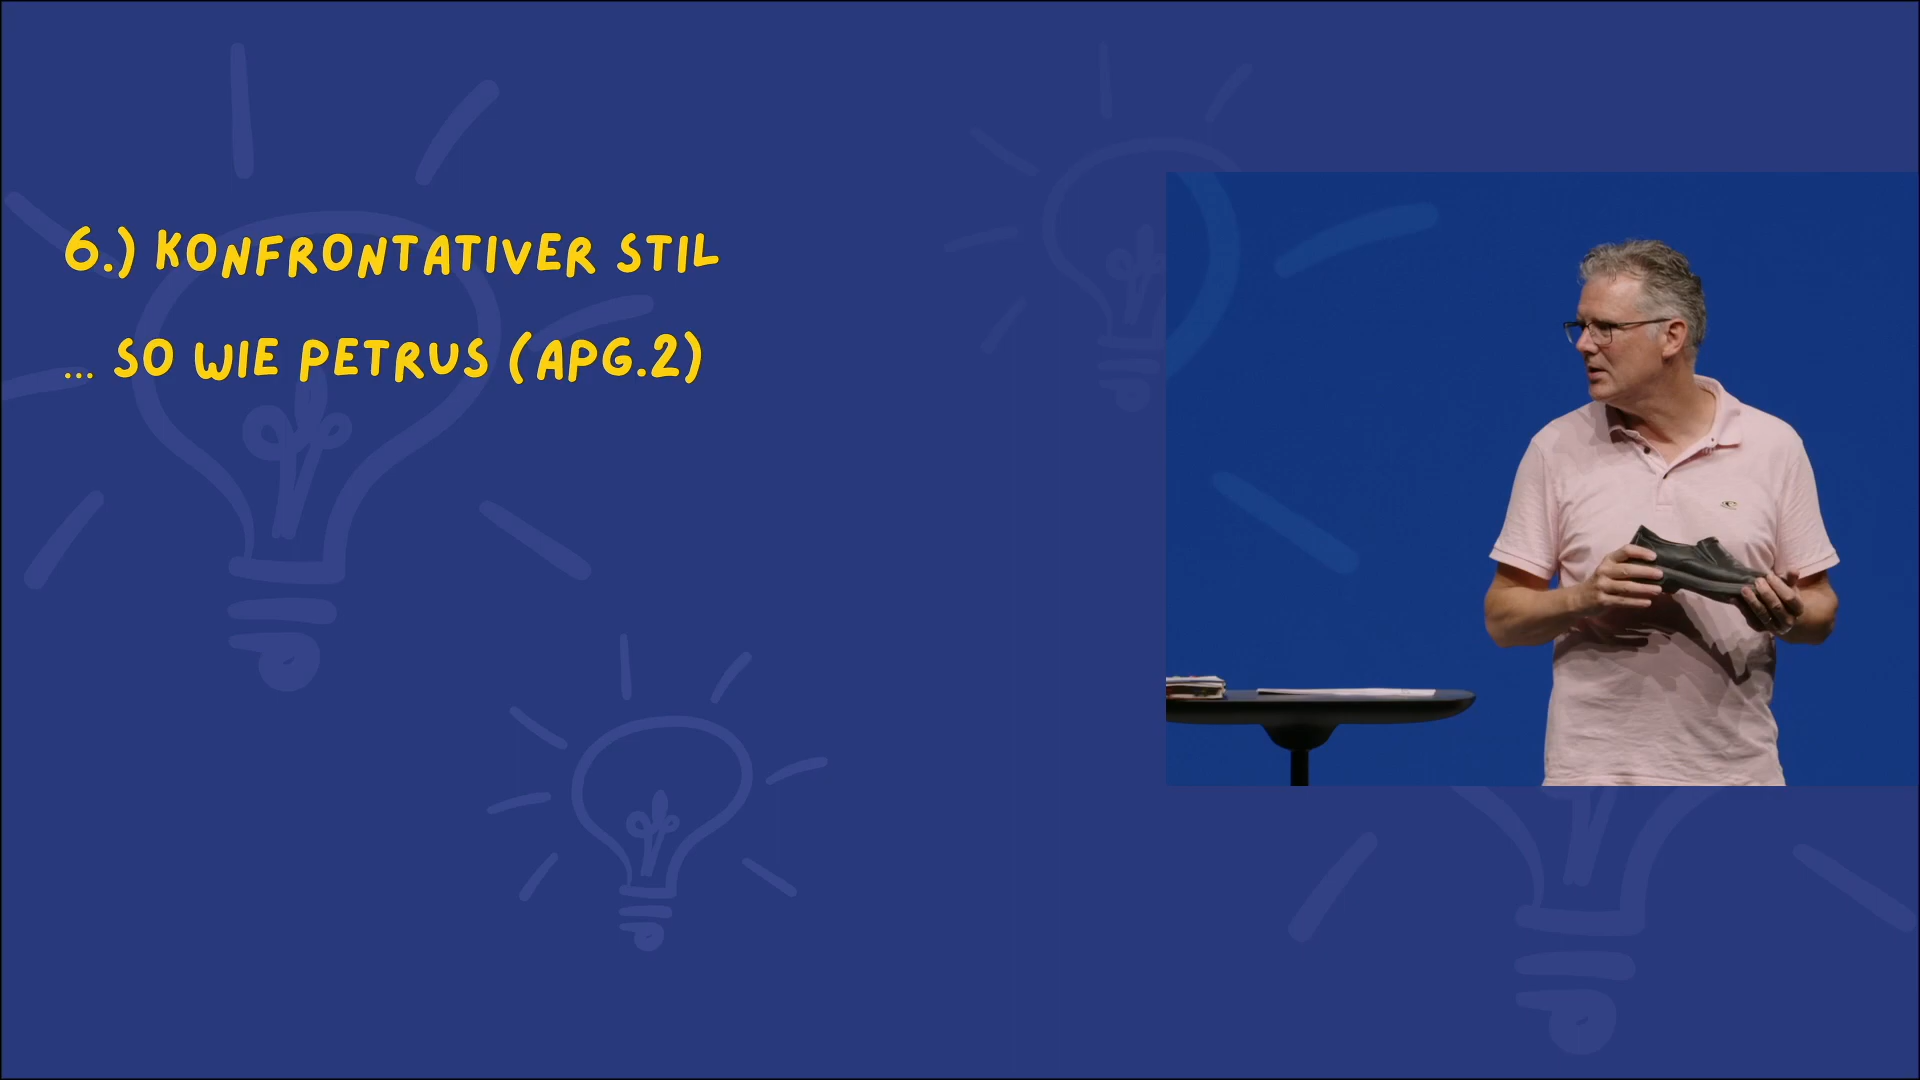 6.) KONFRONTATIVER STIL
... SO WIE PETRUS (APG.2)